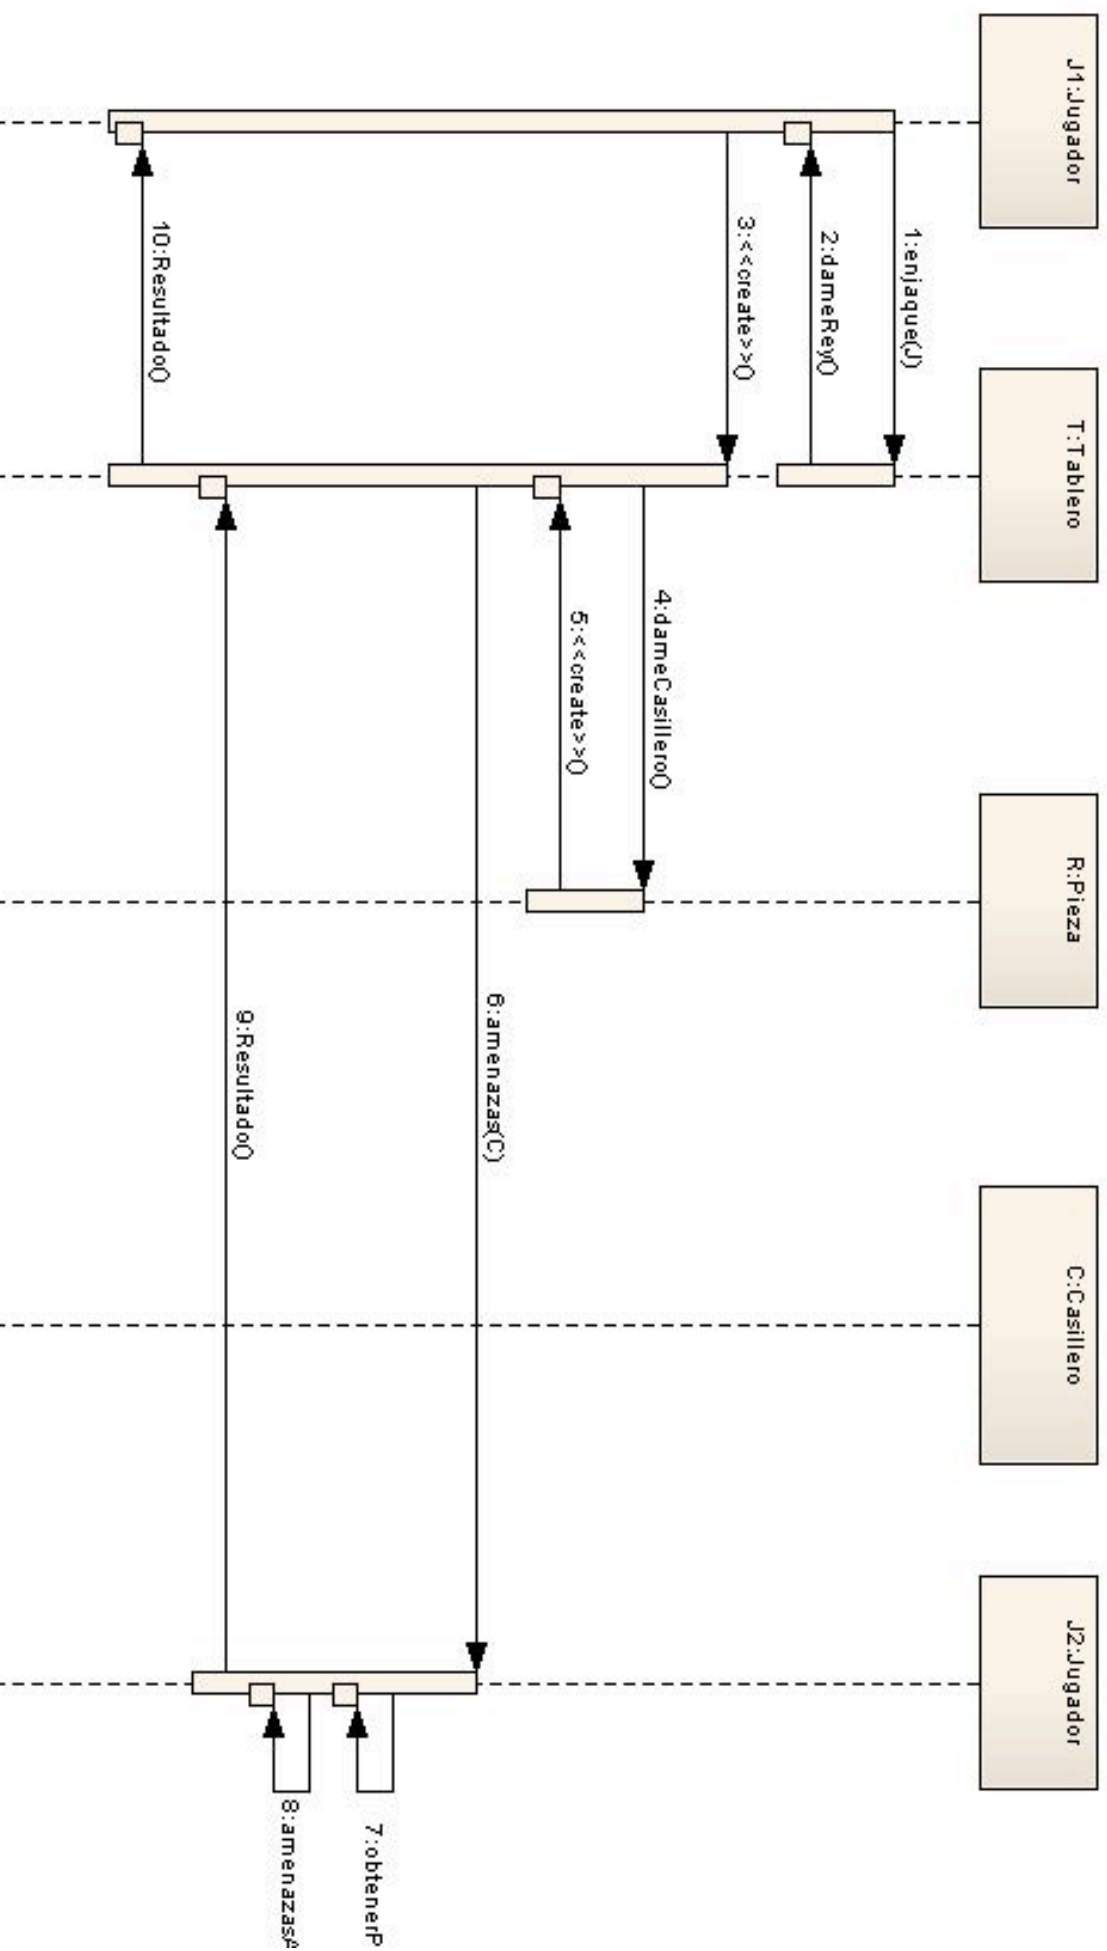 J1:Jugador
T:Tablero
R:Pieza
C:Casillero
J2:Jugador
1:enjaque(J)
2:dameRey()
3:<<create>>()
4:dameCasillero()
5:<<create>>()
6:amenazas(C)
7:obtenerP
8:amenazasA
9:Resultado()
10:Resultado()